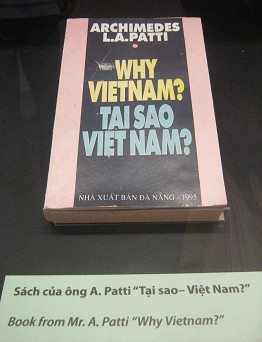 ARCHIMEDES
L.A.PATTI
WHY
VIETNAM?
TẠI SAO
VIỆT NAM?
NHÀ XUẤT BẢN ĐÀ NẴNG - 1995
Sách của ông A. Patti “Tại sao– Việt Nam?”
Book from Mr. A. Patti “Why Vietnam?”